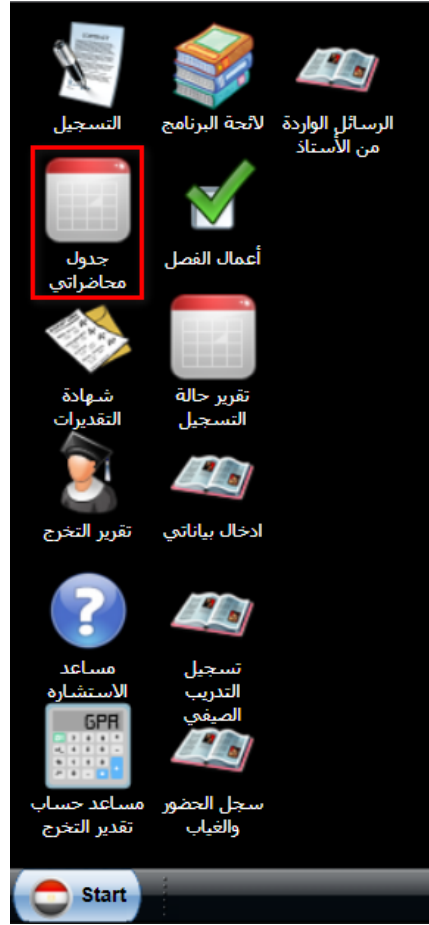 التسجيل
لائحة البرنامج
الرسائل الواردة
من الأستاذ
جدول
محاضراتي
أعمال الفصل
شهادة
التقديرات
تقرير حالة
التسجيل
تقرير التخرج
ادخال بياناتي
مساعد
الاستشاره
تسجيل
التدريب
الصيفي
GPA
مساعد حساب
تقدير التخرج
سجل الحضور
والغياب
Start